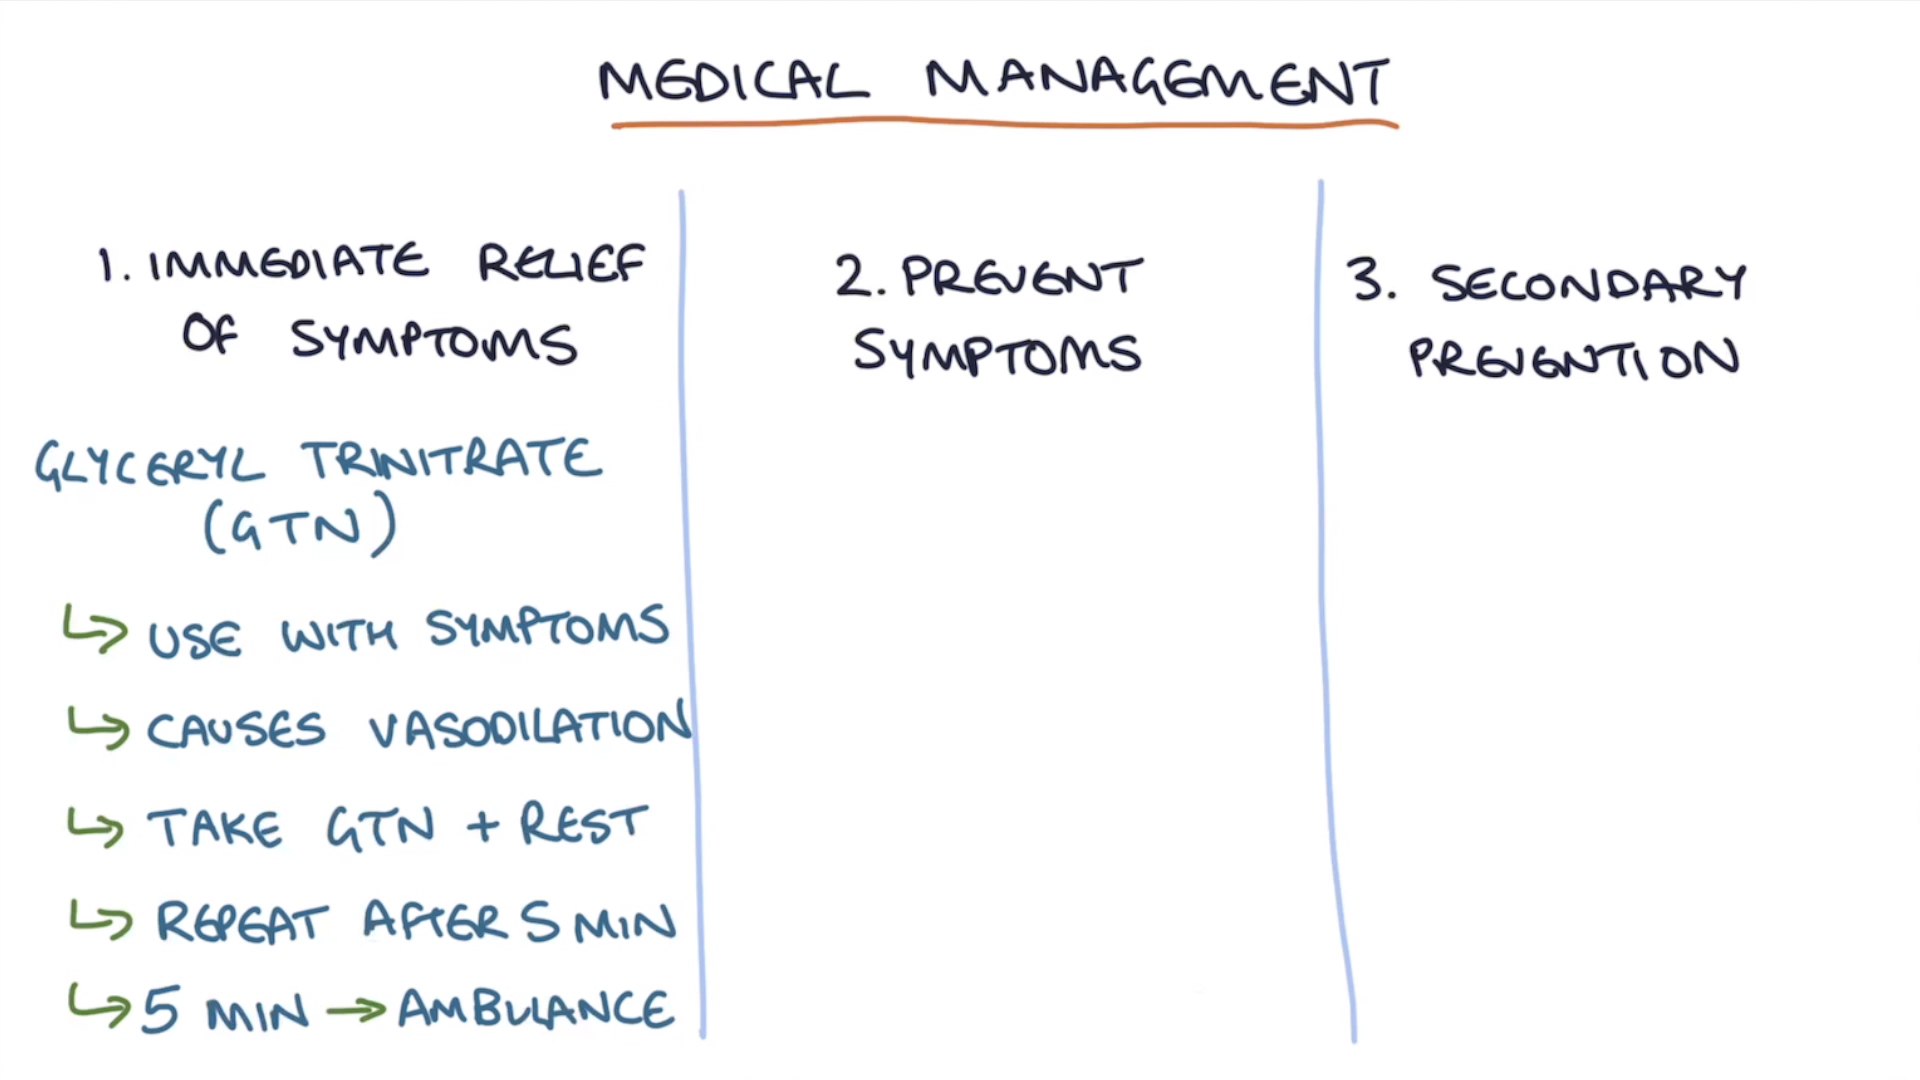 MEDICAL MANAGEMENT
1. IMMEDIATE RELIEF
OF SYMPTOMS
GLYCERYL TRINITRATE
(GTN)
↳ USE WITH SYMPTOMS
↳ CAUSES VASODILATION
↳ TAKE GTN + REST
↳ REPEAT AFTER 5 MIN
↳ 5 MIN → AMBULANCE
2. PREVENT
SYMPTOMS
3. SECONDARY
PREVENTION